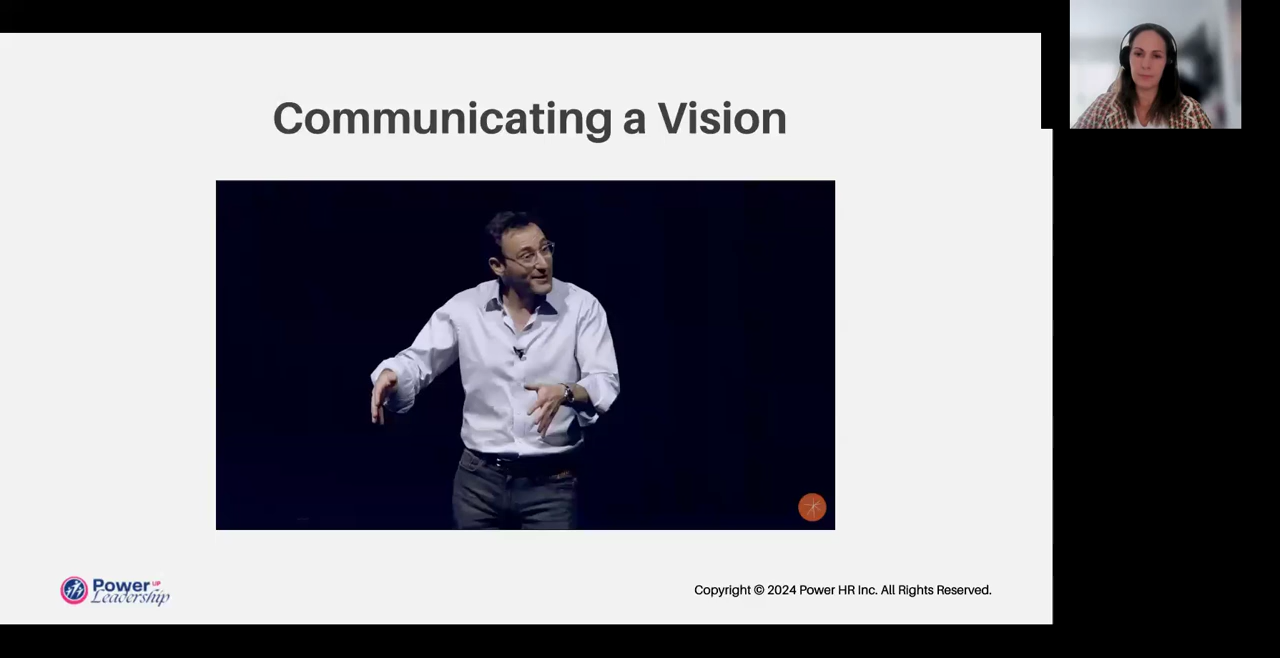 Communicating a Vision
Power UP
Leadership
Copyright © 2024 Power HR Inc. All Rights Reserved.